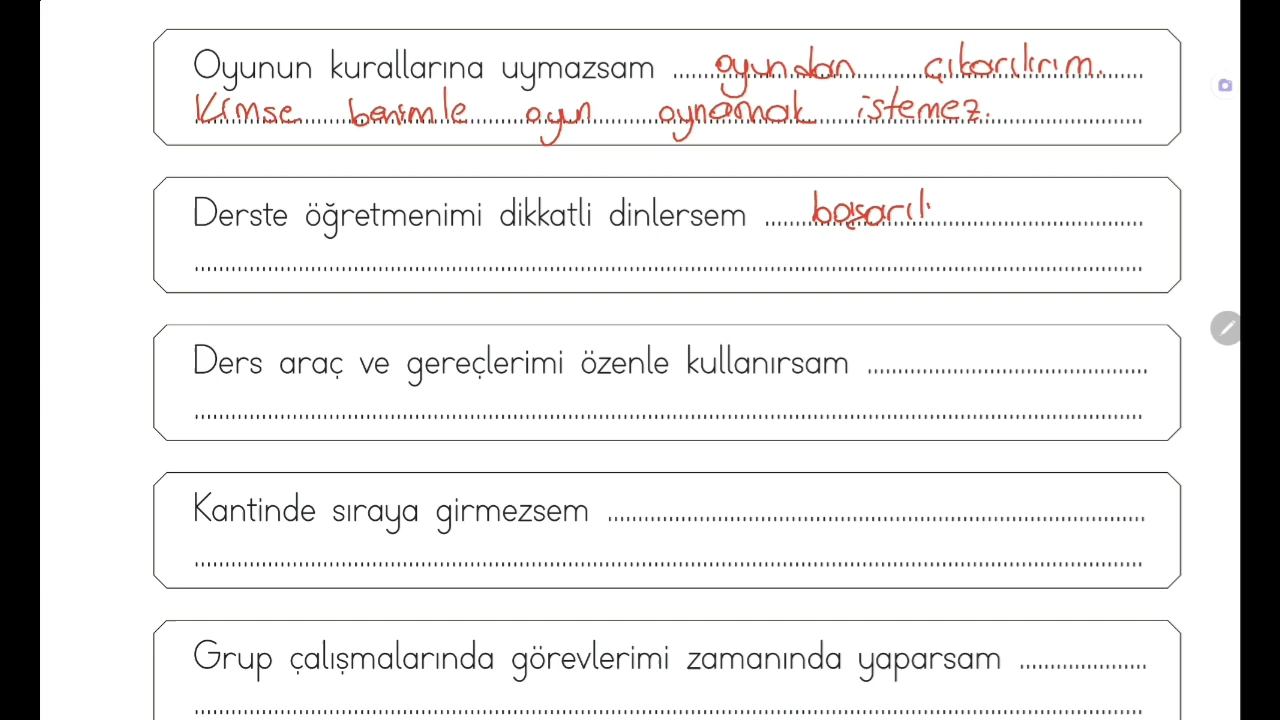 Oyunun kurallarına uymazsam oyundan çıkarılırım.
Kimse benimle oyun oynamak istemez.
Derste öğretmenimi dikkatli dinlersem başarılı
Ders araç ve gereçlerimi özenle kullanırsam
Kantinde sıraya girmezsem
Grup çalışmalarında görevlerimi zamanında yaparsam